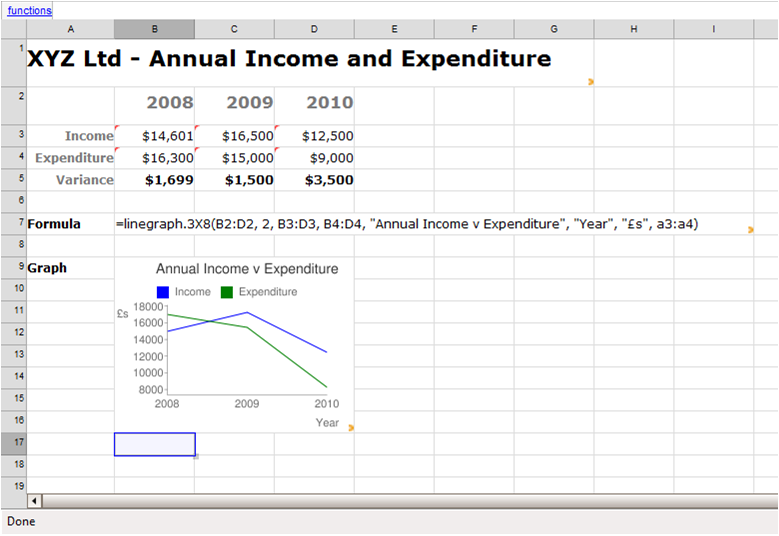 functions
A B C D E F G H I
1 XYZ Ltd - Annual Income and Expenditure
2 2008 2009 2010
3 Income $14,601 $16,500 $12,500
4 Expenditure $16,300 $15,000 $9,000
5 Variance $1,699 $1,500 $3,500
6
7 Formula =linegraph.3X8(B2:D2, 2, B3:D3, B4:D4, "Annual Income v Expenditure", "Year", "£s", a3:a4)
8
9 Graph Annual Income v Expenditure
10 Income Expenditure
11 £s 18000
16000
12 14000
13 12000
14 10000
8000
15 2008 2009 2010
16 Year
17
18
19
Done